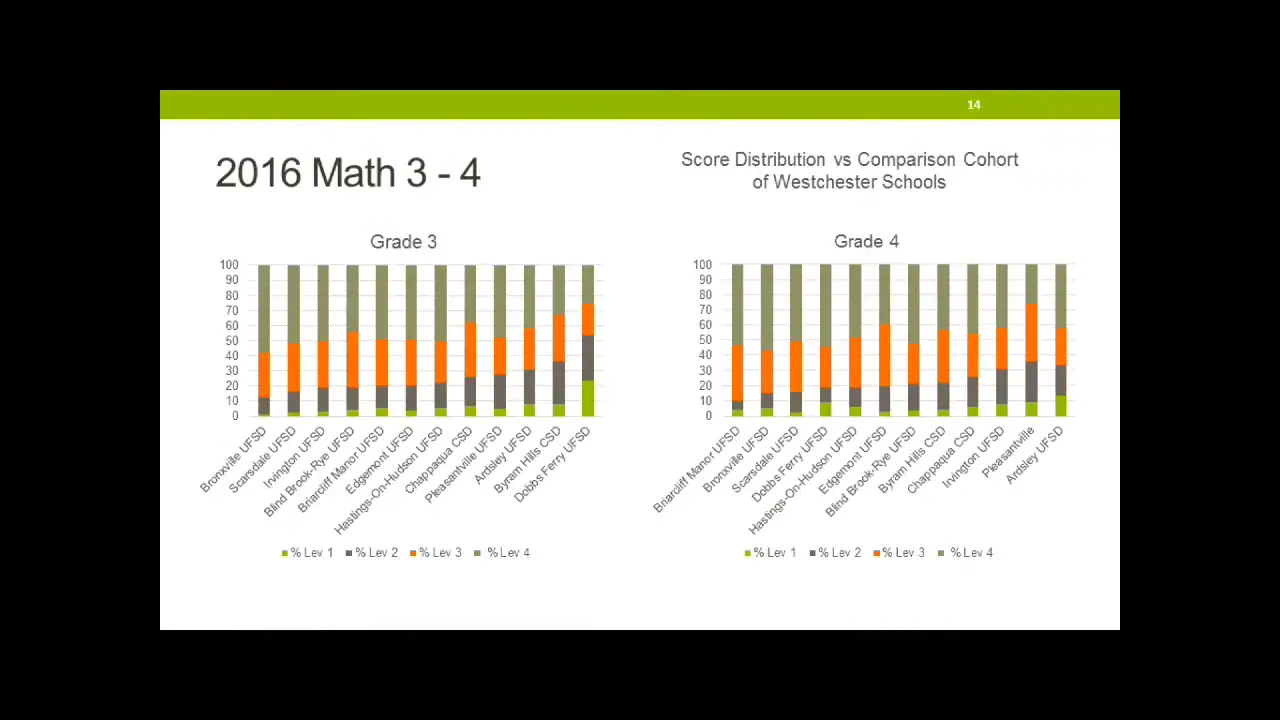 14
2016 Math 3 - 4
Score Distribution vs Comparison Cohort
of Westchester Schools
Grade 3
100
90
80
70
60
50
40
30
20
10
0
Bronxville UFSD
Scarsdale UFSD
Irvington UFSD
Blind Brook-Rye UFSD
Briarcliff Manor UFSD
Edgemont UFSD
Hastings-On-Hudson UFSD
Chappaqua CSD
Pleasantville UFSD
Ardsley UFSD
Byram Hills CSD
Dobbs Ferry UFSD
% Lev 1 % Lev 2 % Lev 3 % Lev 4
Grade 4
100
90
80
70
60
50
40
30
20
10
0
Briarcliff Manor UFSD
Bronxville UFSD
Scarsdale UFSD
Dobbs Ferry UFSD
Hastings-On-Hudson UFSD
Edgemont UFSD
Blind Brook-Rye UFSD
Byram Hills CSD
Chappaqua CSD
Irvington UFSD
Pleasantville
Ardsley UFSD
% Lev 1 % Lev 2 % Lev 3 % Lev 4